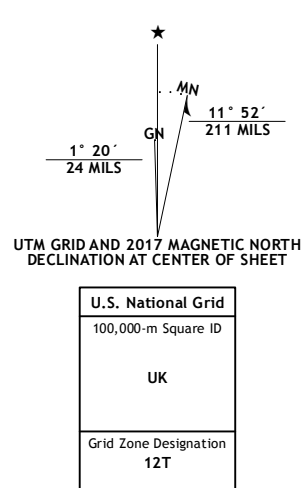 ★
MN
11° 52´
211 MILS
GN
1° 20´
24 MILS
UTM GRID AND 2017 MAGNETIC NORTH
DECLINATION AT CENTER OF SHEET
U.S. National Grid
100,000-m Square ID
UK
Grid Zone Designation
12T